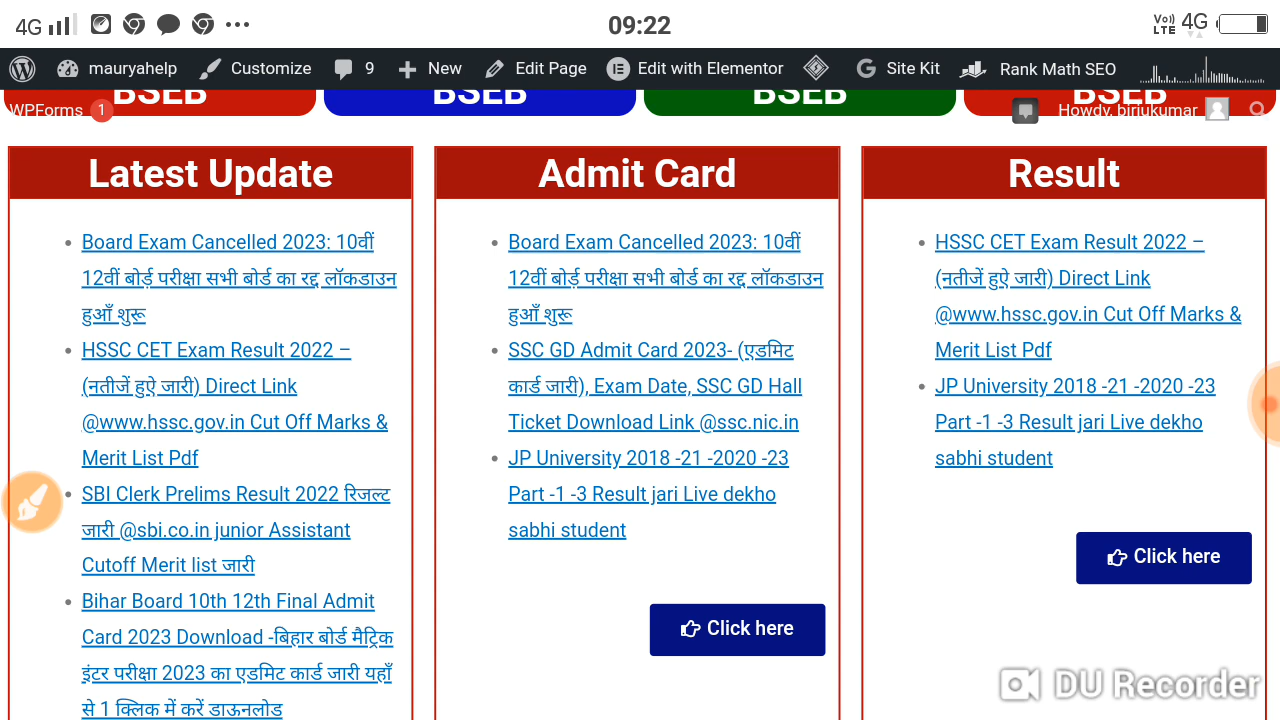 4G
09:22
Vo)) LTE 4G
mauryahelp Customize 9 New Edit Page Edit with Elementor Site Kit Rank Math SEO
BSEB BSEB BSEB BSEB
WPForms 1 Howdy, birjukumar
Latest Update
Board Exam Cancelled 2023: 10वीं
12वीं बोर्ड़ परीक्षा सभी बोर्ड का रद्द लॉकडाउन
हुआँ शुरू
HSSC CET Exam Result 2022 –
(नतीजें हुऐ जारी) Direct Link
@www.hssc.gov.in Cut Off Marks &
Merit List Pdf
SBI Clerk Prelims Result 2022 रिजल्ट
जारी @sbi.co.in junior Assistant
Cutoff Merit list जारी
Bihar Board 10th 12th Final Admit
Card 2023 Download -बिहार बोर्ड मैट्रिक
इंटर परीक्षा 2023 का एडमिट कार्ड जारी यहाँ
से 1 क्लिक में करें डाऊनलोड
Admit Card
Board Exam Cancelled 2023: 10वीं
12वीं बोर्ड़ परीक्षा सभी बोर्ड का रद्द लॉकडाउन
हुआँ शुरू
SSC GD Admit Card 2023- (एडमिट
कार्ड जारी), Exam Date, SSC GD Hall
Ticket Download Link @ssc.nic.in
JP University 2018 -21 -2020 -23
Part -1 -3 Result jari Live dekho
sabhi student
Click here
Result
HSSC CET Exam Result 2022 –
(नतीजें हुऐ जारी) Direct Link
@www.hssc.gov.in Cut Off Marks &
Merit List Pdf
JP University 2018 -21 -2020 -23
Part -1 -3 Result jari Live dekho
sabhi student
Click here
DU Recorder